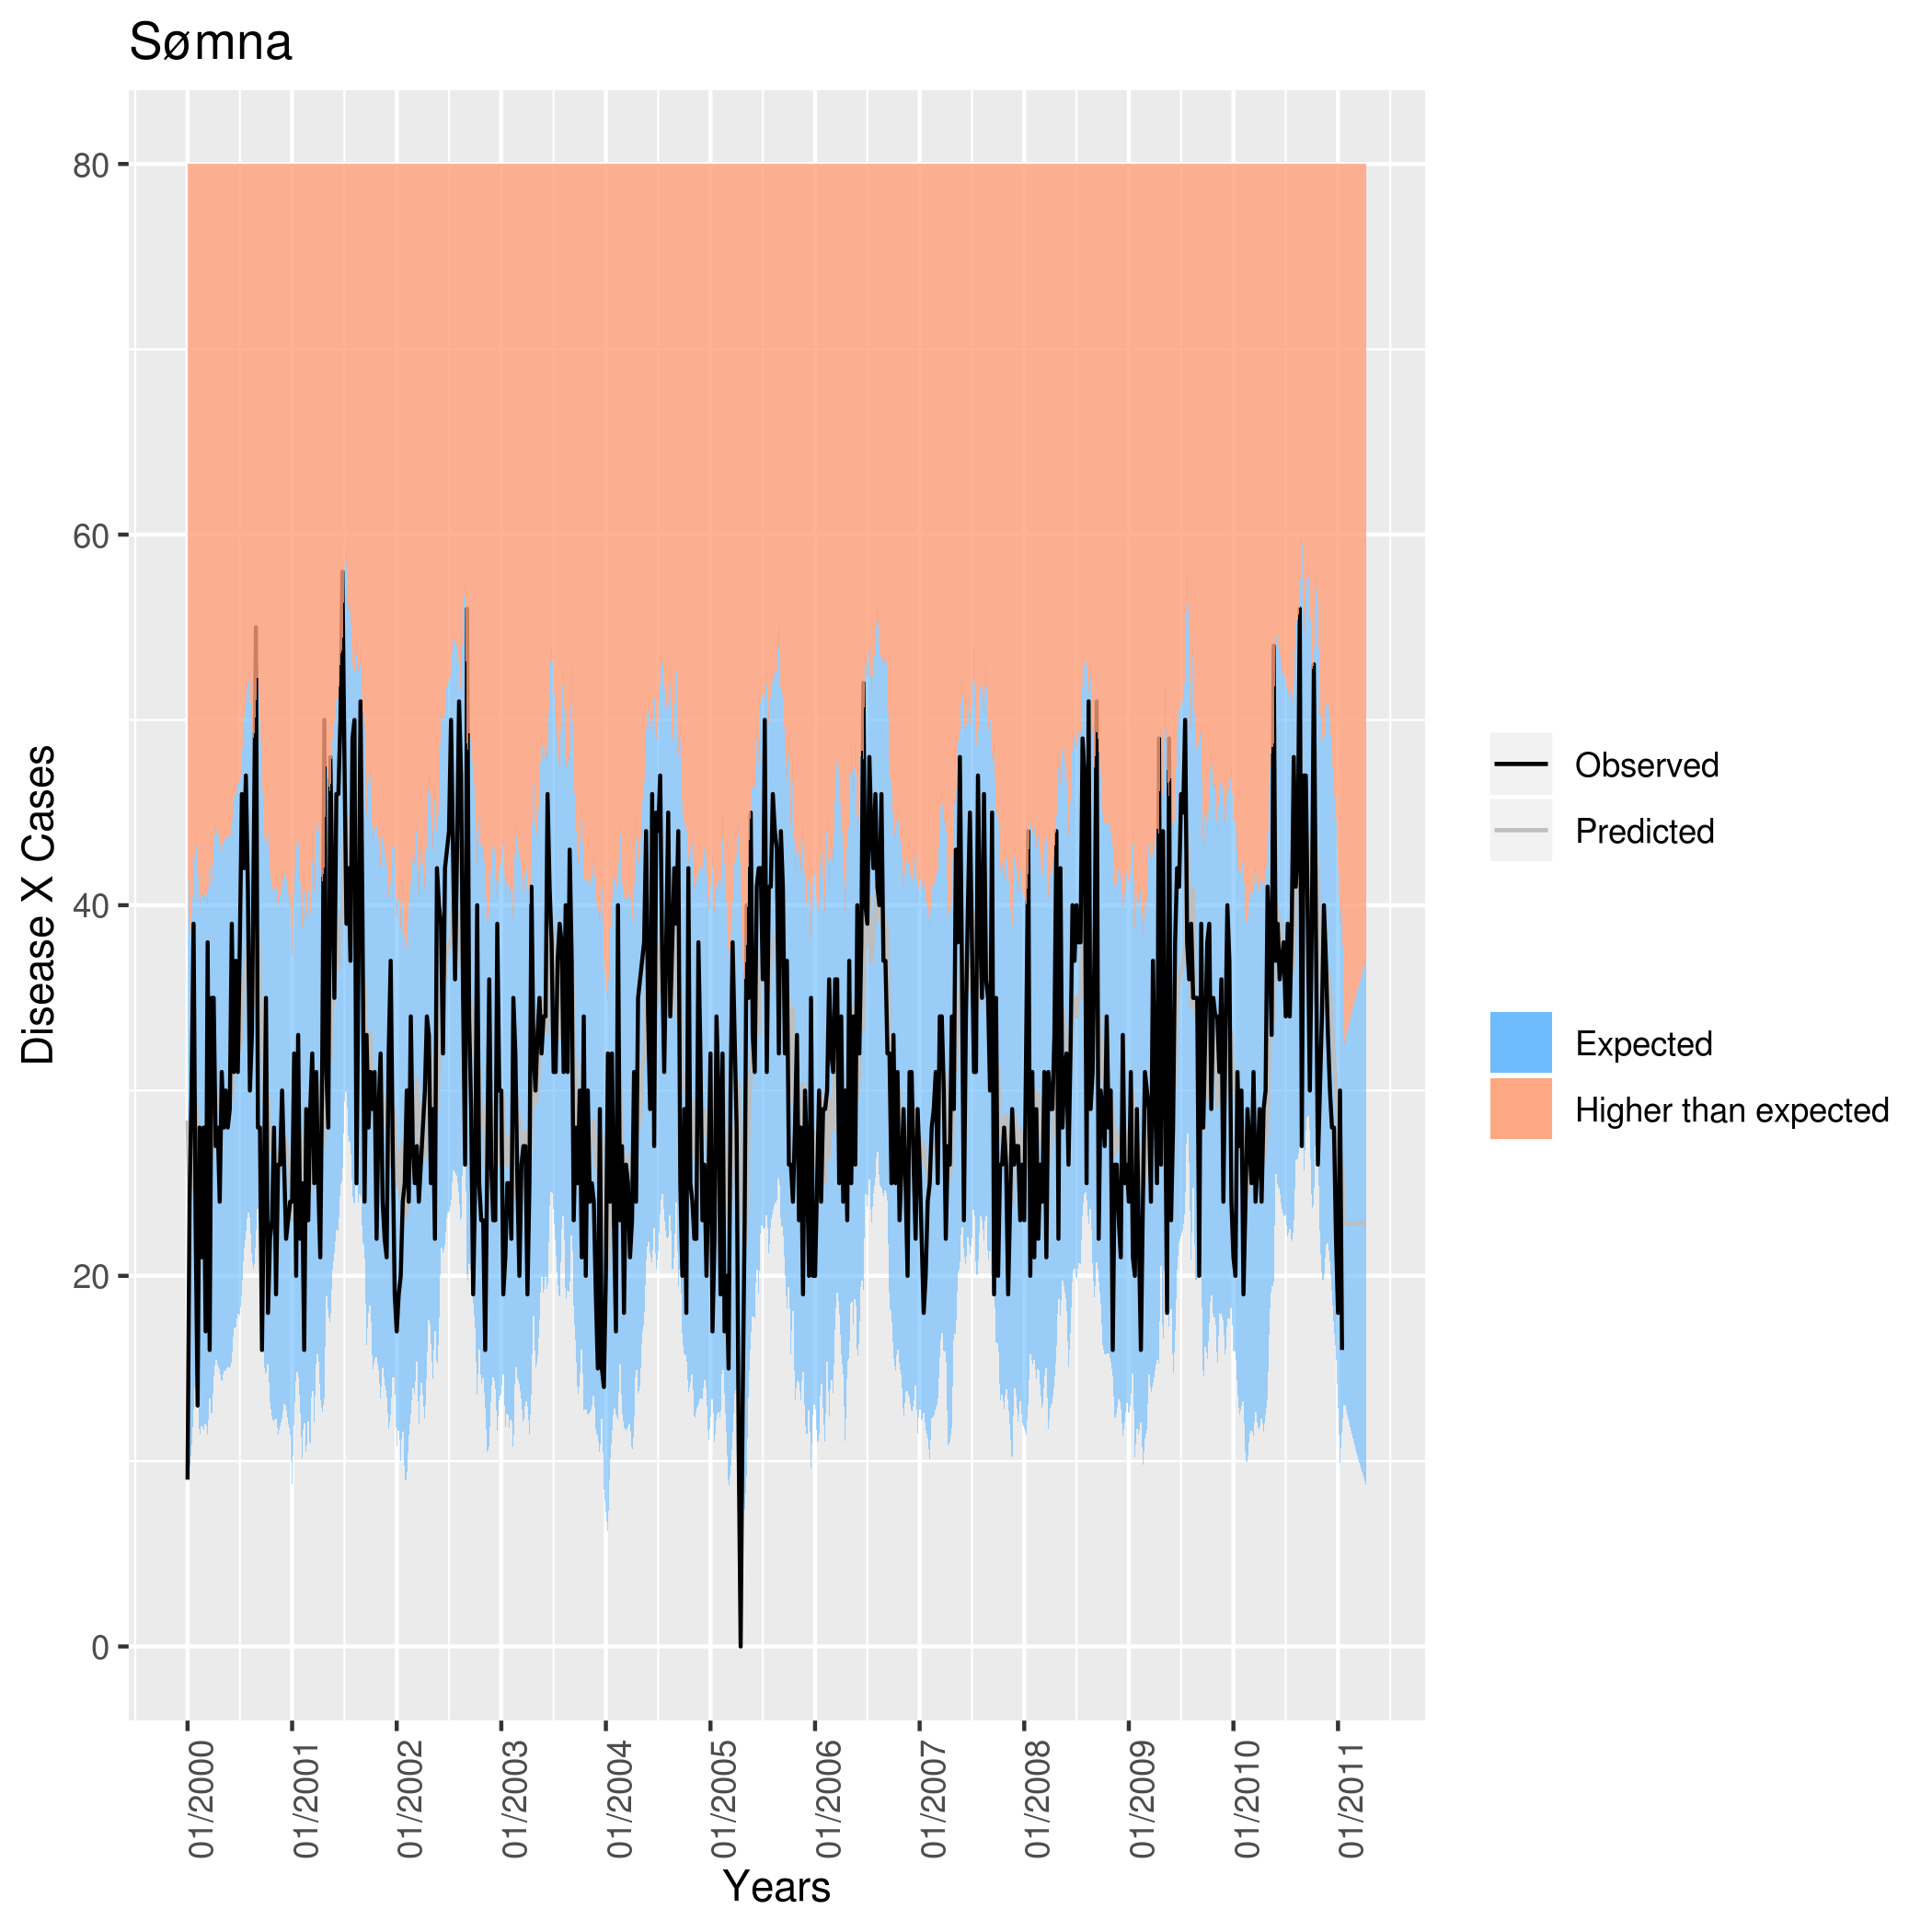 Sømna
Disease X Cases
80
60
40
20
0
01/2000
01/2001
01/2002
01/2003
01/2004
01/2005
01/2006
01/2007
01/2008
01/2009
01/2010
01/2011
Years
Observed
Predicted
Expected
Higher than expected